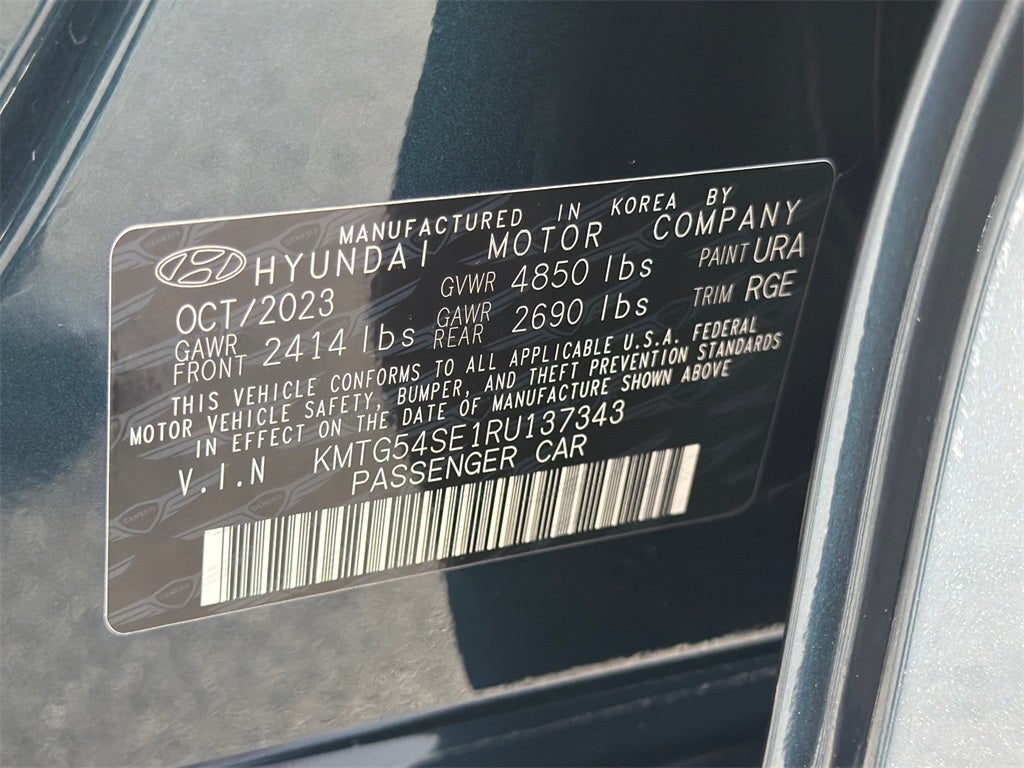 MANUFACTURED IN KOREA BY
HYUNDAI MOTOR COMPANY
OCT/2023 GVWR 4850 lbs PAINT URA
GAWR FRONT 2414 lbs GAWR REAR 2690 lbs TRIM RGE
THIS VEHICLE CONFORMS TO ALL APPLICABLE U.S.A. FEDERAL
MOTOR VEHICLE SAFETY, BUMPER, AND THEFT PREVENTION STANDARDS
IN EFFECT ON THE DATE OF MANUFACTURE SHOWN ABOVE
V.I.N KMTG54SE1RU137343
PASSENGER CAR
GENESIS